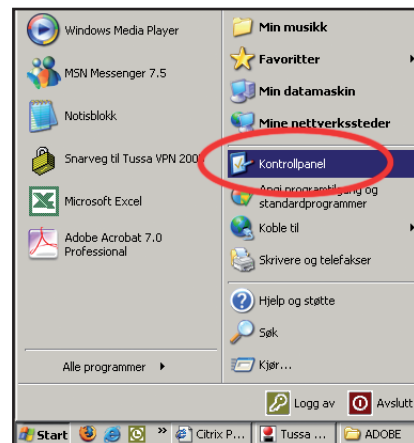 Windows Media Player
MSN Messenger 7.5
Notisblokk
Snarveg til Tussa VPN 200
Microsoft Excel
Adobe Acrobat 7.0
Professional
Alle programmer
Min musikk
Favoritter
Min datamaskin
Mine nettverkssteder
Kontrollpanel
Angi programtilgang og
standardprogrammer
Koble til
Skrivere og telefakser
Hjelp og støtte
Søk
Kjør...
Logg av
Avslutt
Start
»
Citrix P...
Tussa ...
ADOBE